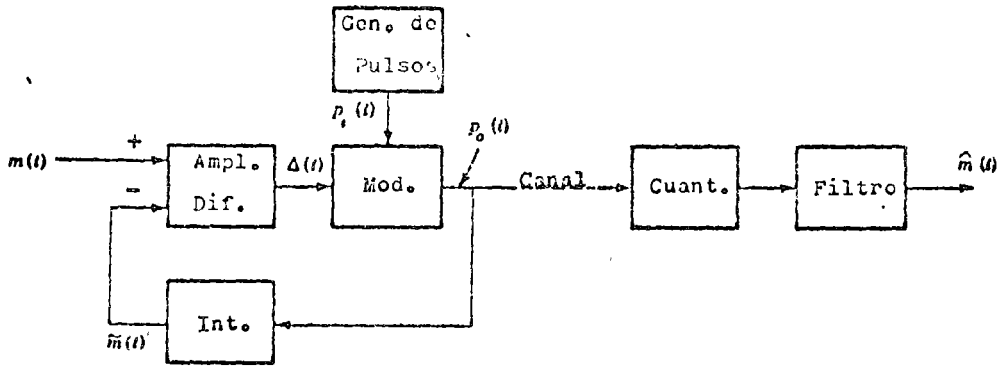 Gen. de
Pulsos
p_i (t)
p_o (t)
m(t)
+
−
Ampl.
Dif.
Δ(t)
Mod.
Canal
Cuant.
Filtro
m̂ (t)
m̃(t)
Int.